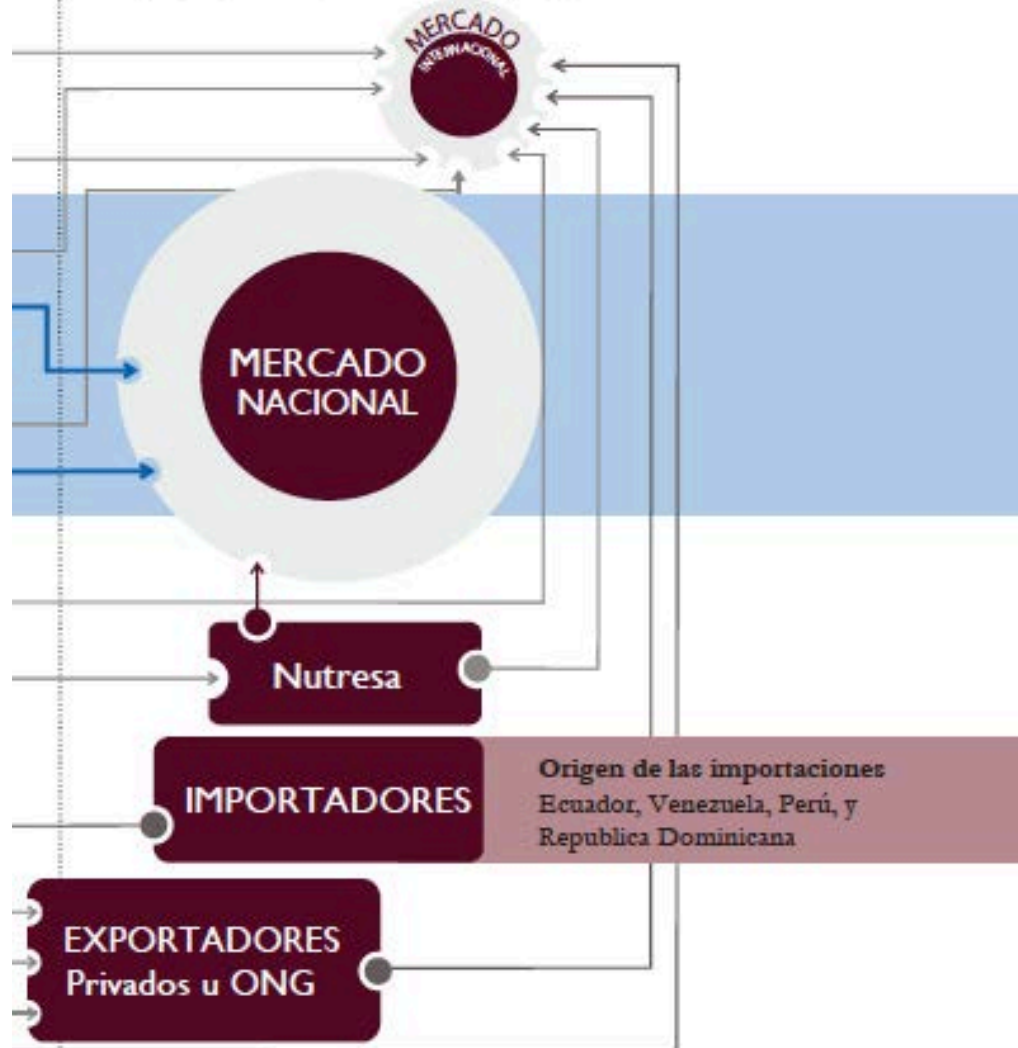 MERCADO
INTERNACIONAL
MERCADO
NACIONAL
Nutresa
IMPORTADORES
Origen de las importaciones
Ecuador, Venezuela, Perú, y
Republica Dominicana
EXPORTADORES
Privados u ONG